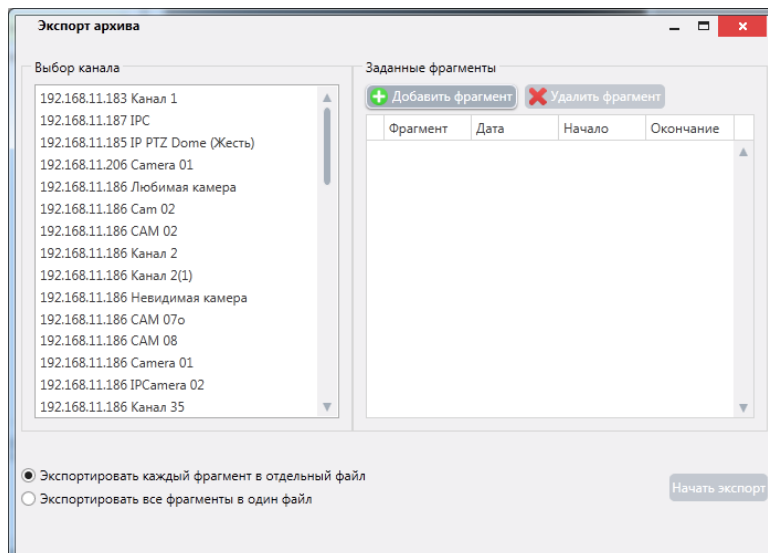 Экспорт архива
Выбор канала
192.168.11.183 Канал 1
192.168.11.187 IPC
192.168.11.185 IP PTZ Dome (Жесть)
192.168.11.206 Camera 01
192.168.11.186 Любимая камера
192.168.11.186 Cam 02
192.168.11.186 CAM 02
192.168.11.186 Канал 2
192.168.11.186 Канал 2(1)
192.168.11.186 Невидимая камера
192.168.11.186 CAM 07o
192.168.11.186 CAM 08
192.168.11.186 Camera 01
192.168.11.186 IPCamera 02
192.168.11.186 Канал 35
Заданные фрагменты
Добавить фрагмент Удалить фрагмент
Фрагмент Дата Начало Окончание
Экспортировать каждый фрагмент в отдельный файл
Экспортировать все фрагменты в один файл
Начать экспорт